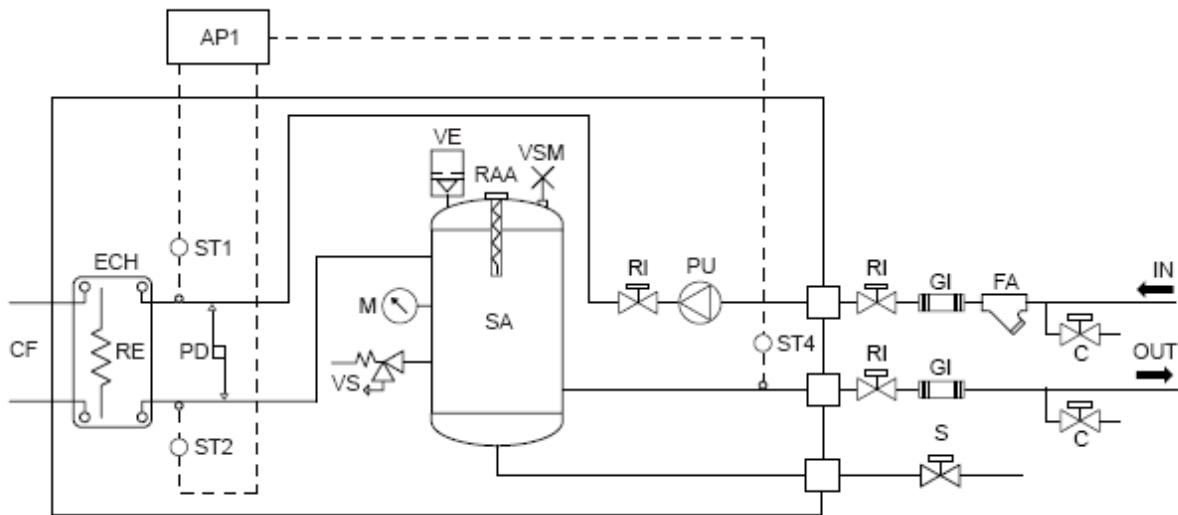 AP1
VE
VSM
RAA
ST1
ECH
RI
PU
RI
GI
FA
IN
M
SA
CF
RE
PD
ST4
C
OUT
RI
GI
VS
C
ST2
S